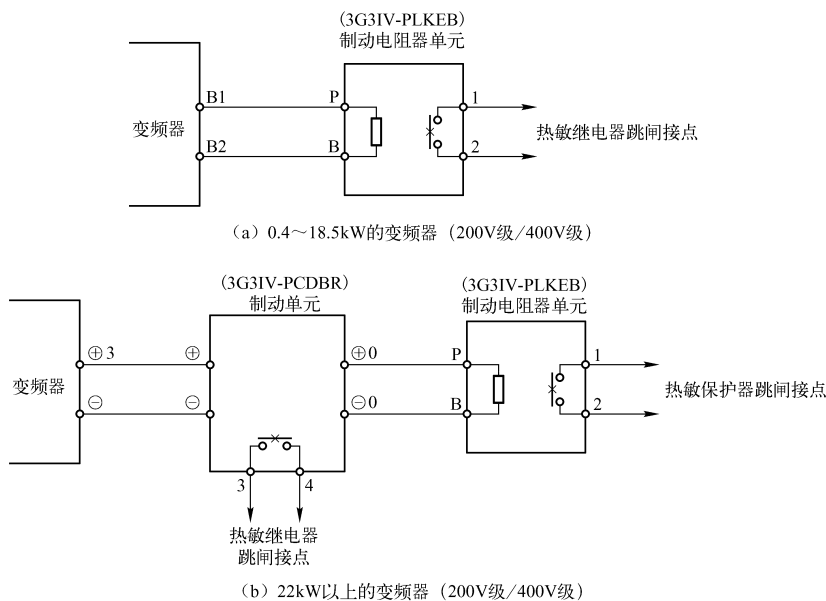 (3G3IV-PLKEB)
制动电阻器单元
变频器
B1
B2
P
B
1
2
热敏继电器跳闸接点
（a）0.4～18.5kW的变频器（200V级/400V级）
(3G3IV-PCDBR)
制动单元
(3G3IV-PLKEB)
制动电阻器单元
变频器
⊕3
⊖
⊕
⊖
⊕0
⊖0
P
B
1
2
热敏保护器跳闸接点
3
4
热敏继电器
跳闸接点
（b）22kW以上的变频器（200V级/400V级）